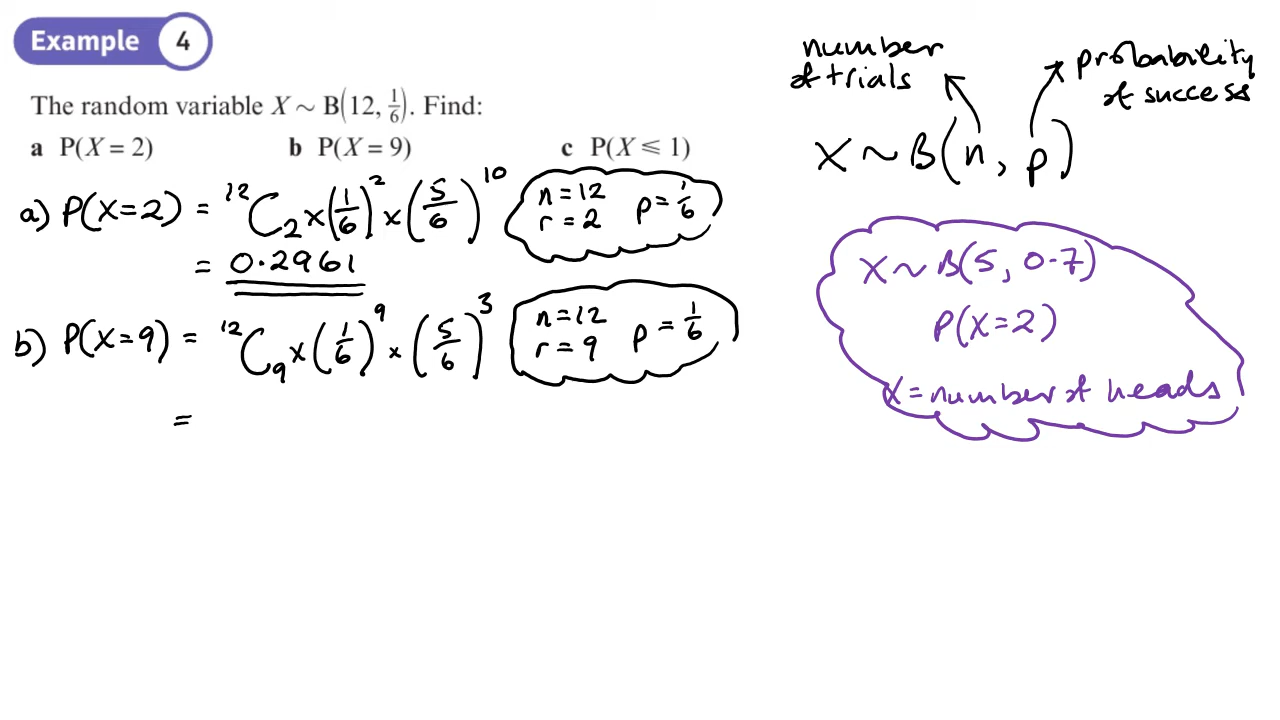 Example 4
The random variable X ~ B(12, 1/6). Find:
a P(X = 2) b P(X = 9) c P(X ⩽ 1)
a) P(X=2) = ¹²C₂ × (1/6)² × (5/6)¹⁰
n=12
r=2
p=1/6
= 0.2961
b) P(X=9) = ¹²C₉ × (1/6)⁹ × (5/6)³
n=12
r=9
p=1/6
=
number
of trials
probability
of success
X ~ B(n, p)
X ~ B(5, 0.7)
P(X=2)
X = number of heads